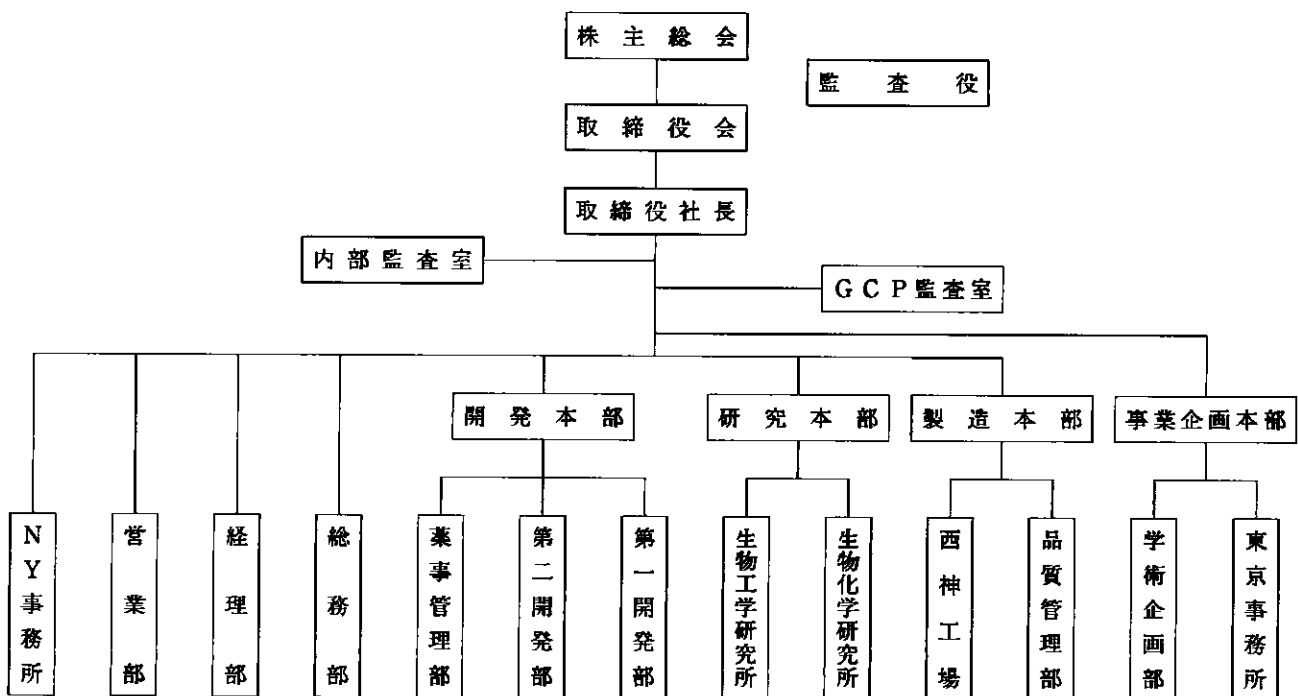 株主総会
監査役
取締役会
取締役社長
内部監査室
GCP監査室
開発本部
研究本部
製造本部
事業企画本部
NY事務所
営業部
経理部
総務部
薬事管理部
第二開発部
第一開発部
生物工学研究所
生物化学研究所
西神工場
品質管理部
学術企画部
東京事務所